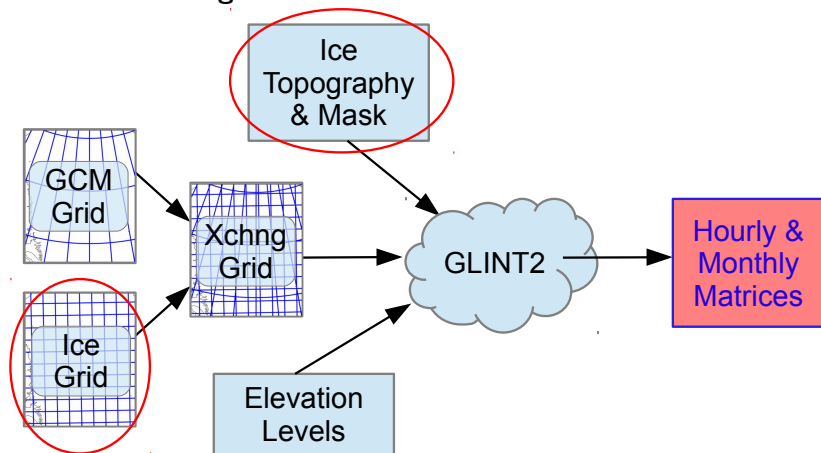 Ice
Topography
& Mask
GCM
Grid
Xchng
Grid
GLINT2
Hourly &
Monthly
Matrices
Ice
Grid
Elevation
Levels